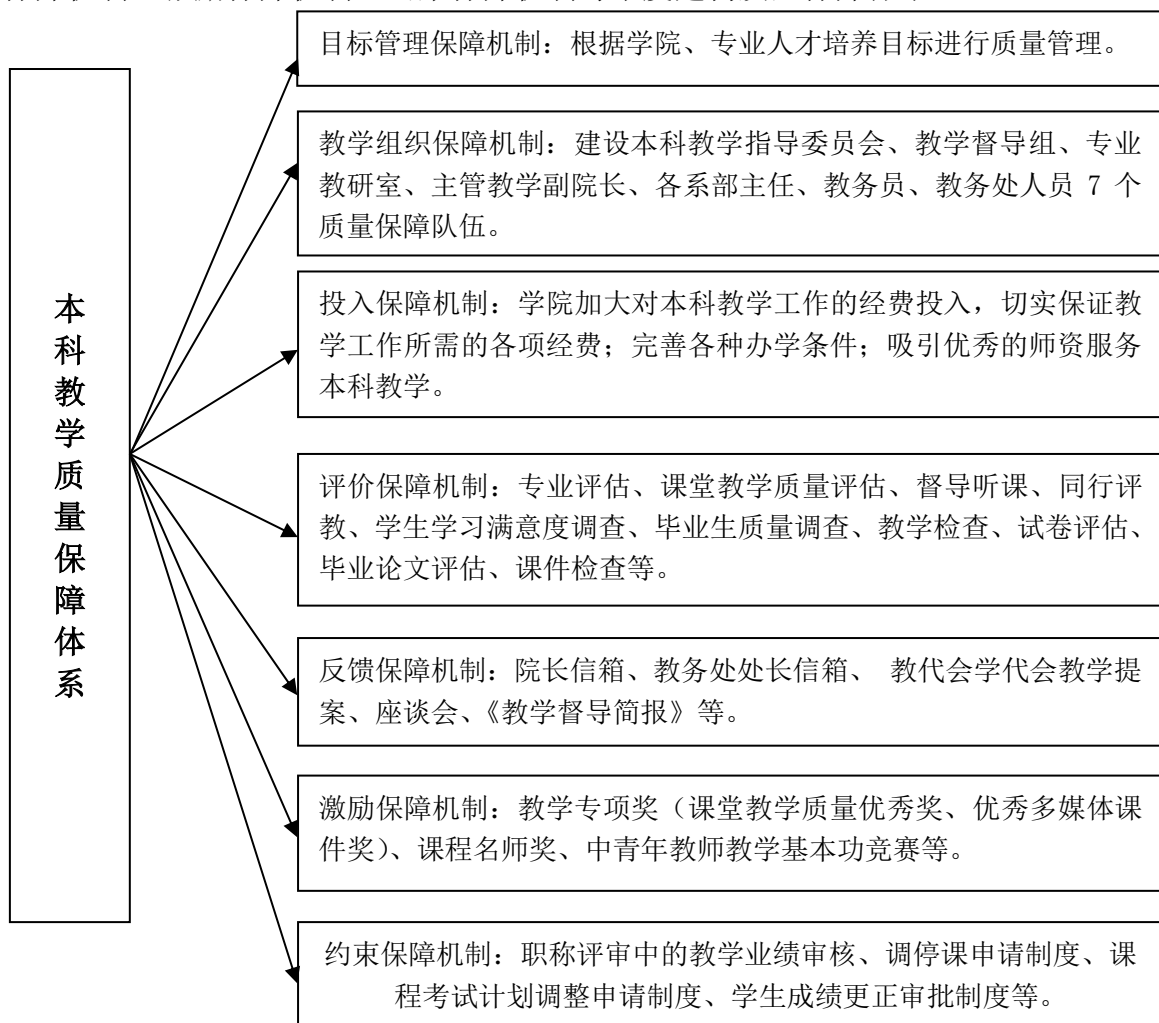 目标管理保障机制：根据学院、专业人才培养目标进行质量管理。
教学组织保障机制：建设本科教学指导委员会、教学督导组、专业
教研室、主管教学副院长、各系部主任、教务员、教务处人员 7 个
质量保障队伍。
投入保障机制：学院加大对本科教学工作的经费投入，切实保证教
学工作所需的各项经费；完善各种办学条件；吸引优秀的师资服务
本科教学。
本
科
教
学
质
量
保
障
体
系
评价保障机制：专业评估、课堂教学质量评估、督导听课、同行评
教、学生学习满意度调查、毕业生质量调查、教学检查、试卷评估、
毕业论文评估、课件检查等。
反馈保障机制：院长信箱、教务处处长信箱、 教代会学代会教学提
案、座谈会、《教学督导简报》等。
激励保障机制：教学专项奖（课堂教学质量优秀奖、优秀多媒体课
件奖）、课程名师奖、中青年教师教学基本功竞赛等。
约束保障机制：职称评审中的教学业绩审核、调停课申请制度、课
程考试计划调整申请制度、学生成绩更正审批制度等。